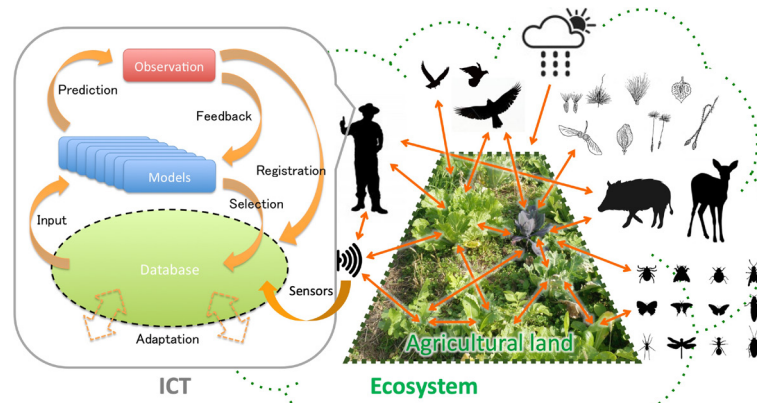 Observation
Prediction
Feedback
Registration
Models
Selection
Input
Database
Sensors
Adaptation
Agricultural land
ICT
Ecosystem